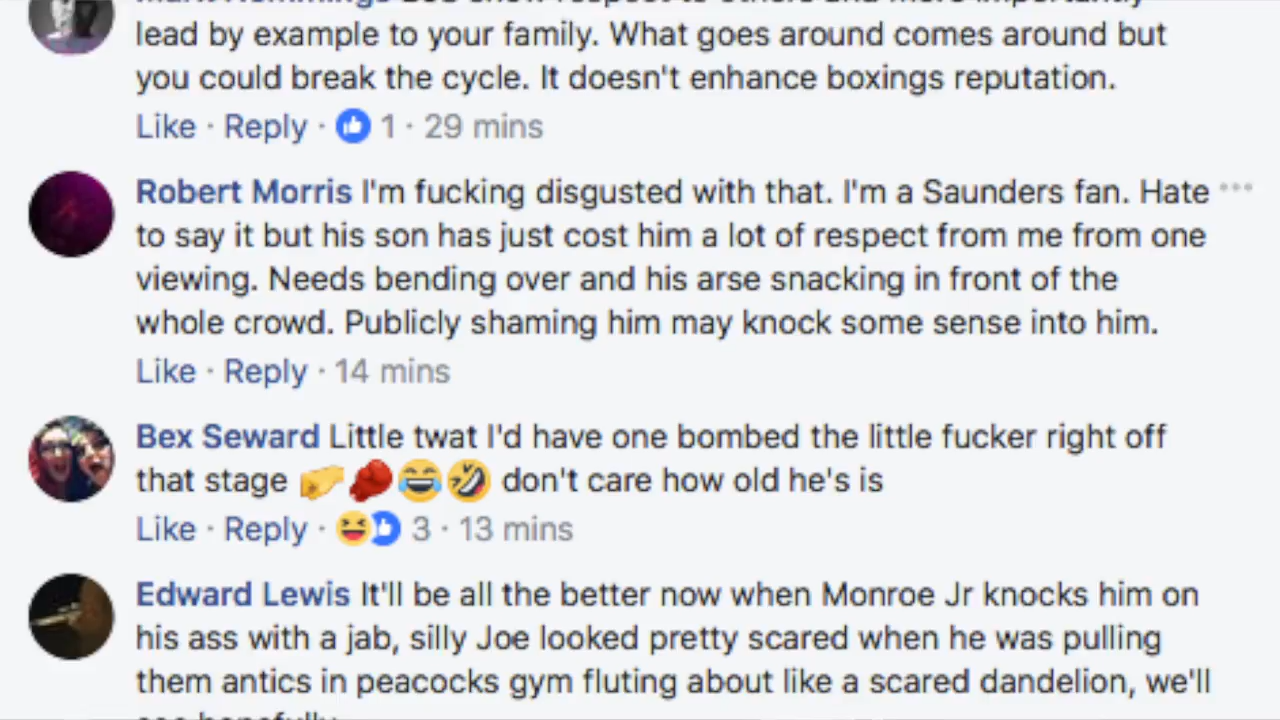 lead by example to your family. What goes around comes around but
you could break the cycle. It doesn't enhance boxings reputation.
Like · Reply · 1 · 29 mins
Robert Morris I'm fucking disgusted with that. I'm a Saunders fan. Hate
to say it but his son has just cost him a lot of respect from me from one
viewing. Needs bending over and his arse snacking in front of the
whole crowd. Publicly shaming him may knock some sense into him.
Like · Reply · 14 mins
Bex Seward Little twat I'd have one bombed the little fucker right off
that stage 🤛🥊😂🤣 don't care how old he's is
Like · Reply · 3 · 13 mins
Edward Lewis It'll be all the better now when Monroe Jr knocks him on
his ass with a jab, silly Joe looked pretty scared when he was pulling
them antics in peacocks gym fluting about like a scared dandelion, we'll